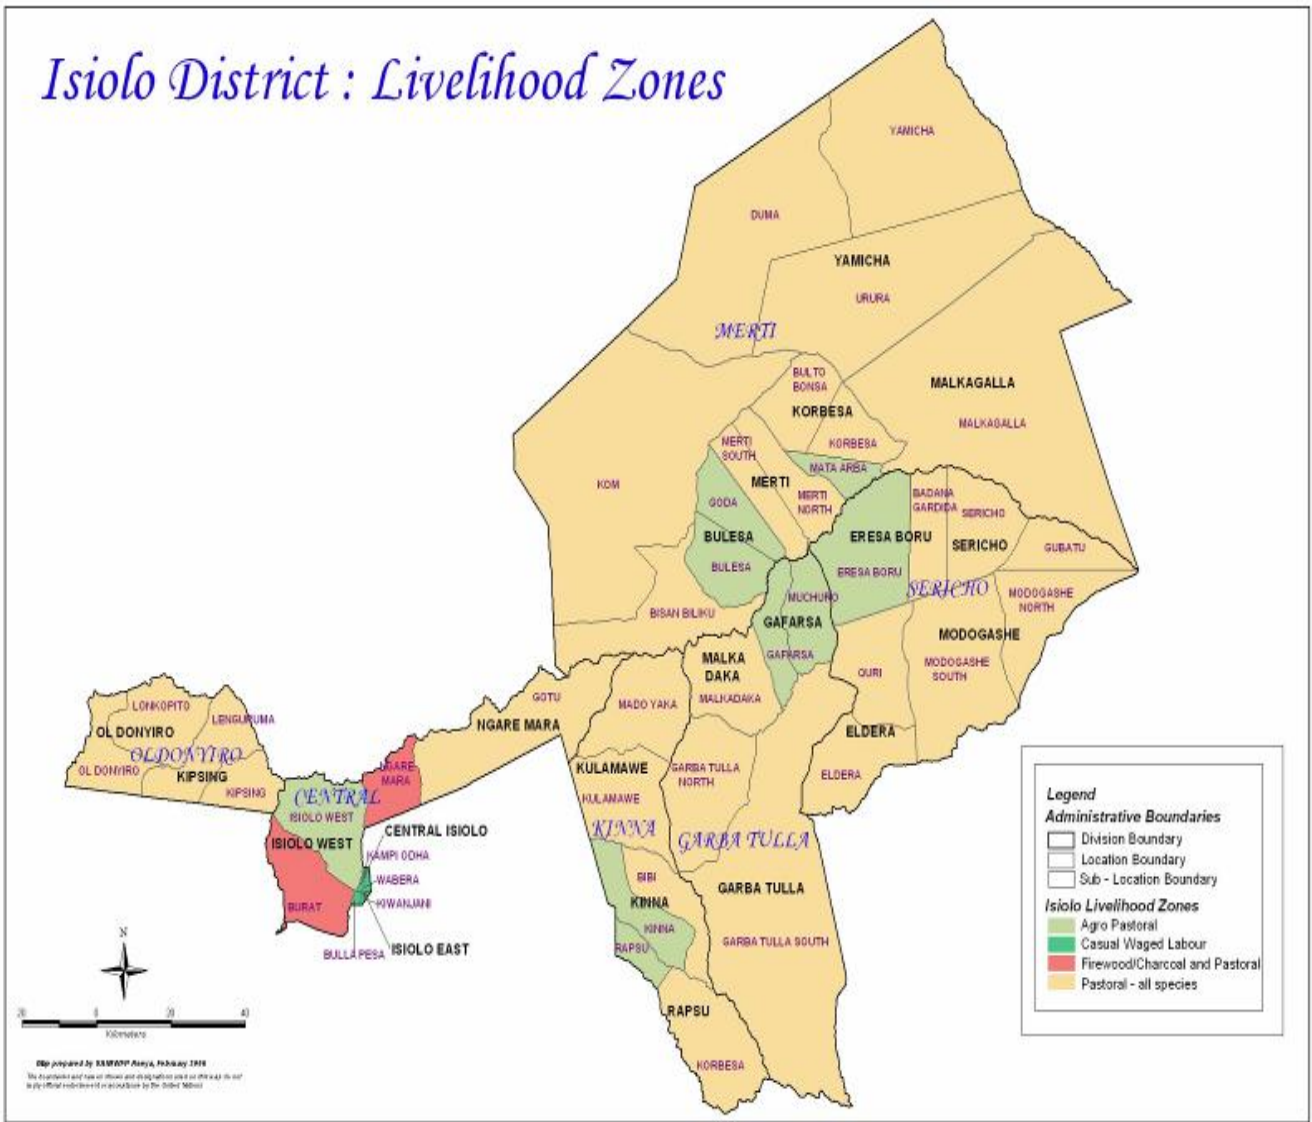 Isiolo District : Livelihood Zones
YAMICHA
DUMA
YAMICHA
URURA
MERTI
BULTO
BONSA
MALKAGALLA
KORBESA
MALKAGALLA
MERTI
SOUTH
KORBESA
MATA ARBA
KOM
MERTI
GODA
MERTI
NORTH
BADANA
GARDIDA
SERICHO
BULESA
ERESA BORU
SERICHO
GUBATU
BULESA
ERESA BORU
SERICHO
MODOGASHE
NORTH
MUCHURO
BISAN BILIKU
GAFARSA
MODOGASHE
GAFARSA
MALKA
DAKA
MODOGASHE
SOUTH
QURI
MALKADAKA
MADO YAKA
GOTU
NGARE MARA
ELDERA
LONKOPITO
LENGURUMA
OL DONYIRO
OLDONYIRO
OL DONYIRO
KIPSING
KIPSING
NGARE
MARA
KULAMAWE
GARBA TULLA
NORTH
ELDERA
CENTRAL
ISIOLO WEST
KULAMAWE
KINNA
GARBA TULLA
ISIOLO WEST
CENTRAL ISIOLO
KAMPI ODHA
WABERA
KIWANJANI
BURAT
BULLA PESA
ISIOLO EAST
BIBI
KINNA
KINNA
RAPSU
GARBA TULLA
GARBA TULLA SOUTH
RAPSU
KORBESA
Legend
Administrative Boundaries
Division Boundary
Location Boundary
Sub - Location Boundary
Isiolo Livelihood Zones
Agro Pastoral
Casual Waged Labour
Firewood/Charcoal and Pastoral
Pastoral - all species
N
20 0 20 40
Kilometers